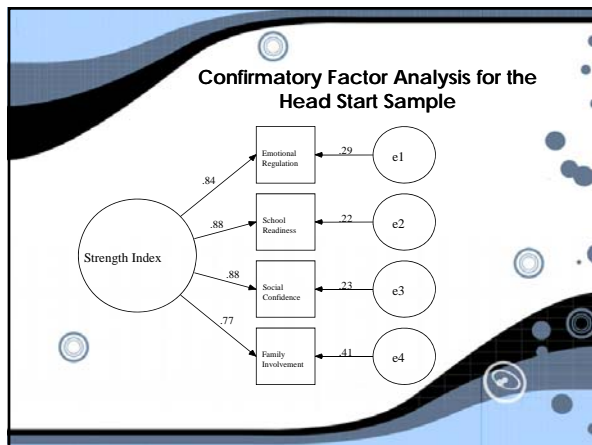 Confirmatory Factor Analysis for the
Head Start Sample
Emotional
Regulation
.29
e1
.84
School
Readiness
.22
e2
.88
Strength Index
Social
Confidence
.23
e3
.88
Family
Involvement
.41
e4
.77